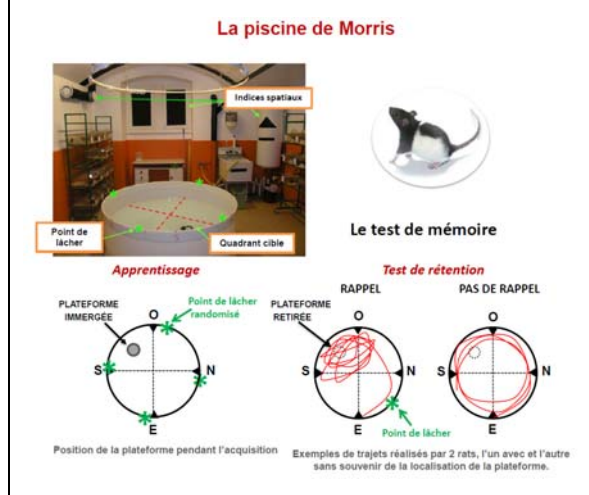 La piscine de Morris
Indices spatiaux
Point de
lâcher
Quadrant cible
Le test de mémoire
Apprentissage
PLATEFORME
IMMERGÉE
Point de lâcher
randomisé
O
S
N
E
Position de la plateforme pendant l'acquisition
Test de rétention
RAPPEL
PAS DE RAPPEL
PLATEFORME
RETIRÉE
O
S
N
E
Point de lâcher
O
S
N
E
Exemples de trajets réalisés par 2 rats, l'un avec et l'autre
sans souvenir de la localisation de la plateforme.